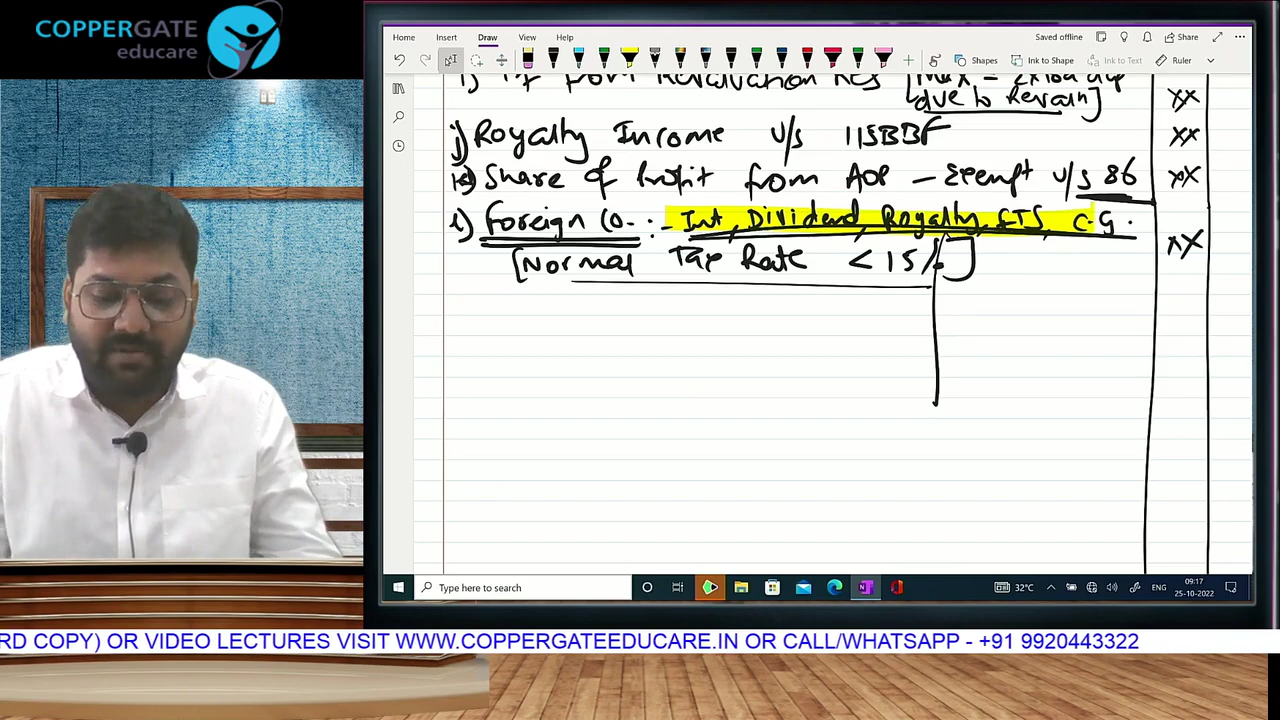 COPPERGATE
educare
Home Insert Draw View Help
Saved offline
Share
Shapes
Ink to Shape
Ink to Text
Ruler
due to Revaln]
XX
j) Royalty Income u/s 115BBF
XX
k) Share of Profit from AOP - Exempt u/s 86
XX
l) Foreign Co. :- Int, Dividend, Royalty, FTS, C.G.
XX
[Normal Tax Rate < 15%]
Type here to search
32°C
ENG
09:17
25-10-2022
RD COPY) OR VIDEO LECTURES VISIT WWW.COPPERGATEEDUCARE.IN OR CALL/WHATSAPP - +91 9920443322